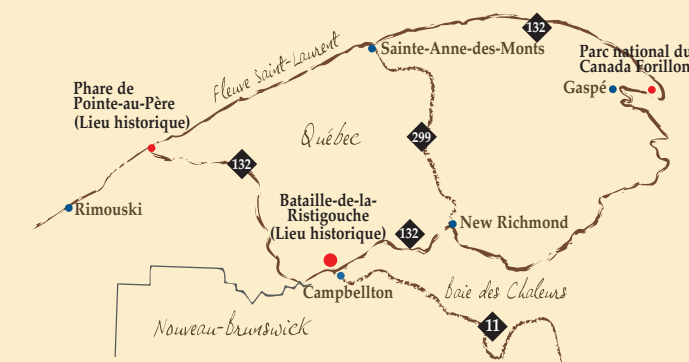 132
Sainte-Anne-des-Monts
Parc national du
Canada Forillon
Gaspé
Fleuve Saint-Laurent
Phare de
Pointe-au-Père
(Lieu historique)
Québec
299
132
Rimouski
Bataille-de-la-
Ristigouche
(Lieu historique)
132
New Richmond
Campbellton
Baie des Chaleurs
Nouveau-Brunswick
11